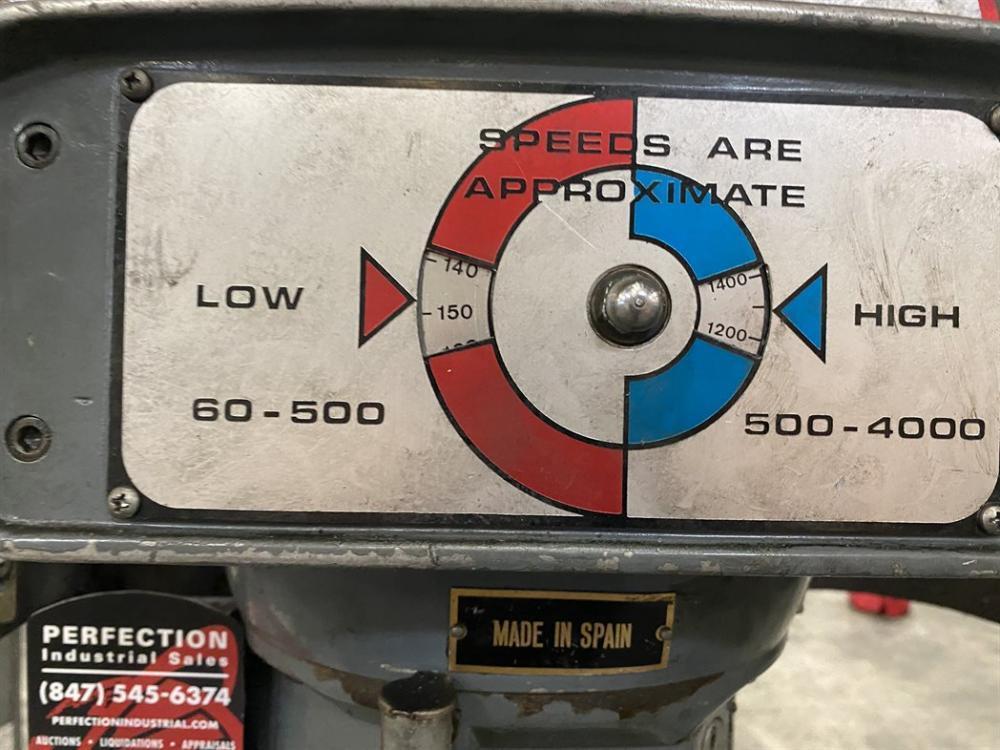 SPEEDS ARE
APPROXIMATE
LOW
60-500
140
150
1400
1200
HIGH
500-4000
MADE IN SPAIN
PERFECTION
Industrial Sales
(847) 545-6374
PERFECTIONINDUSTRIAL.COM
AUCTIONS • LIQUIDATIONS • APPRAISALS